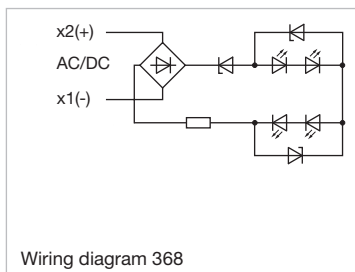 x2(+)
AC/DC
x1(-)
Wiring diagram 368